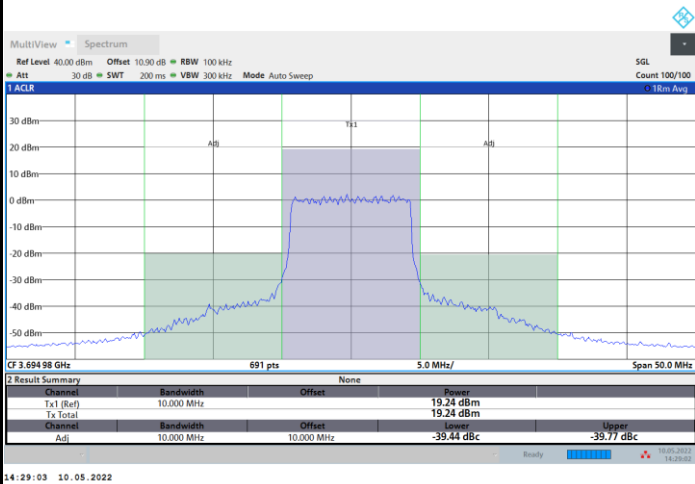 MultiView Spectrum
Ref Level 40.00 dBm Offset 10.90 dB RBW 100 kHz SGL
Att 30 dB SWT 200 ms VBW 300 kHz Mode Auto Sweep Count 100/100
1 ACLR 1Rm Avg
30 dBm
Tx1
20 dBm
Adj Adj
10 dBm
0 dBm
-10 dBm
-20 dBm
-30 dBm
-40 dBm
-50 dBm
CF 3.694 98 GHz 691 pts 5.0 MHz/ Span 50.0 MHz
2 Result Summary None
Channel Bandwidth Offset Power
Tx1 (Ref) 10.000 MHz 19.24 dBm
Tx Total 19.24 dBm
Channel Bandwidth Offset Lower Upper
Adj 10.000 MHz 10.000 MHz -39.44 dBc -39.77 dBc
Ready 10.05.2022
14:29:02
14:29:03 10.05.2022